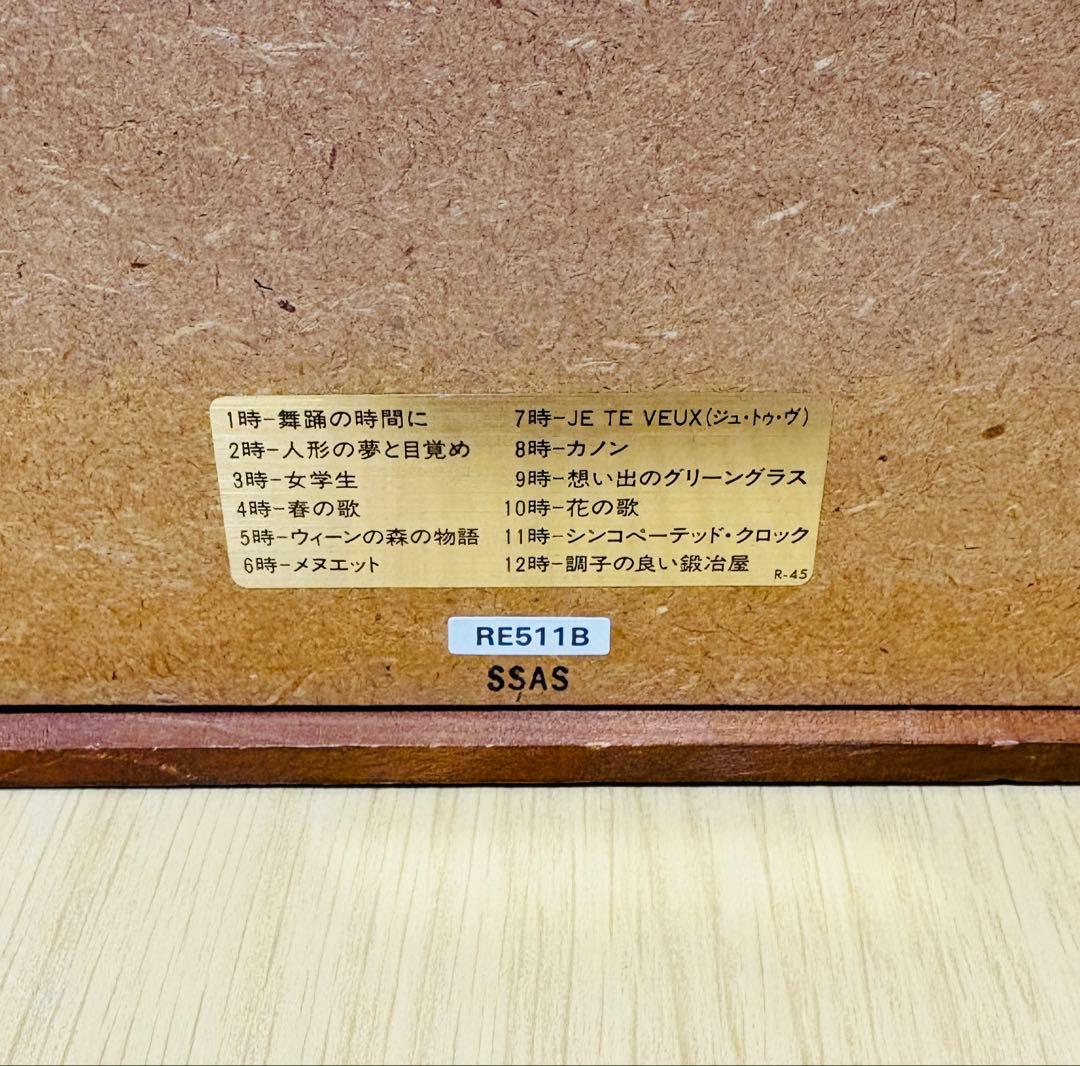 1時-舞踊の時間に
2時-人形の夢と目覚め
3時-女学生
4時-春の歌
5時-ウィーンの森の物語
6時-メヌエット
7時-JE TE VEUX(ジュ・トゥ・ヴ)
8時-カノン
9時-想い出のグリーングラス
10時-花の歌
11時-シンコペーテッド・クロック
12時-調子の良い鍛冶屋
R-45
RE511B
SSAS